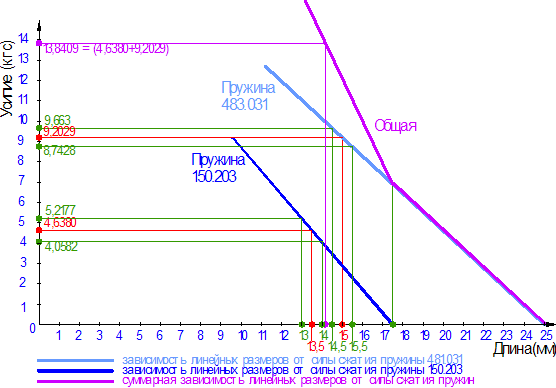 Усилие (кгс)
14
13,8409 = (4,6380+9,2029)
13
12
Пружина
483.031
11
10
9.663
9.2029
9
8,7428
8
Общая
Пружина
150.203
7
6
5,2177
5
4,6380
4
4,0582
3
2
1
0
1 2 3 4 5 6 7 8 9 10 11 12 13 14 15 16 17 18 19 20 21 22 23 24 25 26
13,5 14,5 15,5
Длина(мм)
зависимость линейных размеров от силы сжатия пружины 481.031
зависимость линейных размеров от силы сжатия пружины 150.203
суммарная зависимость линейных размеров от силы сжатия пружин